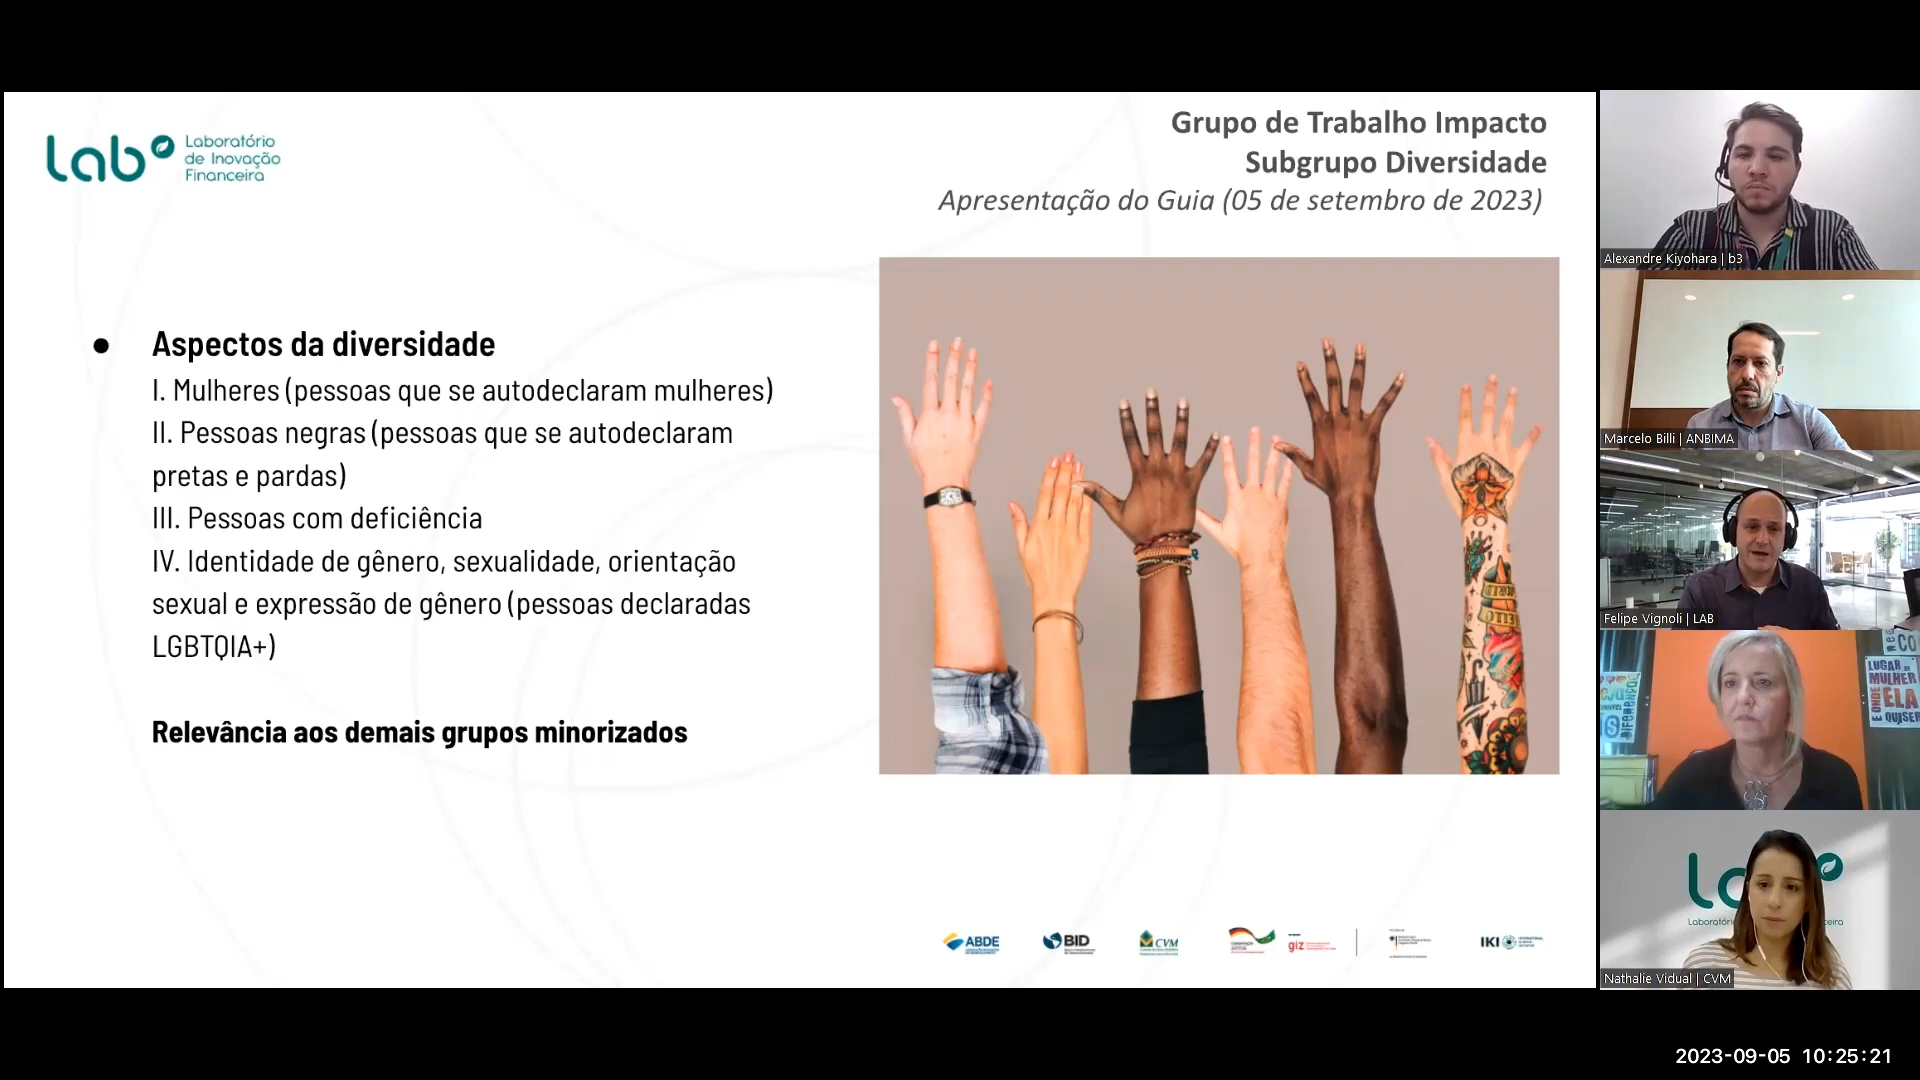 lab
Laboratório
de Inovação
Financeira
Grupo de Trabalho Impacto
Subgrupo Diversidade
Apresentação do Guia (05 de setembro de 2023)
● Aspectos da diversidade
I. Mulheres (pessoas que se autodeclaram mulheres)
II. Pessoas negras (pessoas que se autodeclaram
pretas e pardas)
III. Pessoas com deficiência
IV. Identidade de gênero, sexualidade, orientação
sexual e expressão de gênero (pessoas declaradas
LGBTQIA+)
Relevância aos demais grupos minorizados
ABDE
BID
CVM
giz
IKI
Alexandre Kiyohara | b3
Marcelo Billi | ANBIMA
Felipe Vignoli | LAB
LUGAR DE
MULHER
É ONDE
ELA
QUISER
Nathalie Vidual | CVM
2023-09-05 10:25:21